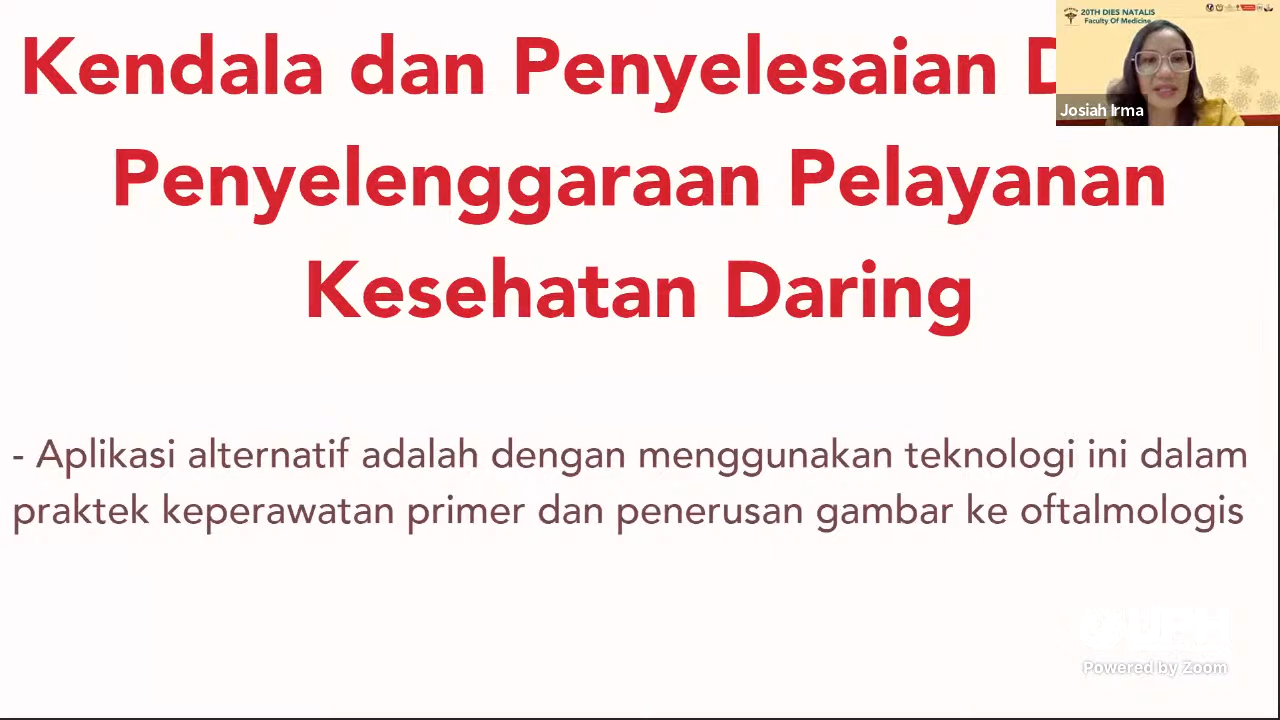 Kendala dan Penyelesaian
Penyelenggaraan Pelayanan
Kesehatan Daring
- Aplikasi alternatif adalah dengan menggunakan teknologi ini dalam
praktek keperawatan primer dan penerusan gambar ke oftalmologis
20TH DIES NATALIS
Faculty Of Medicine
Josiah Irma
UPH
Powered by Zoom